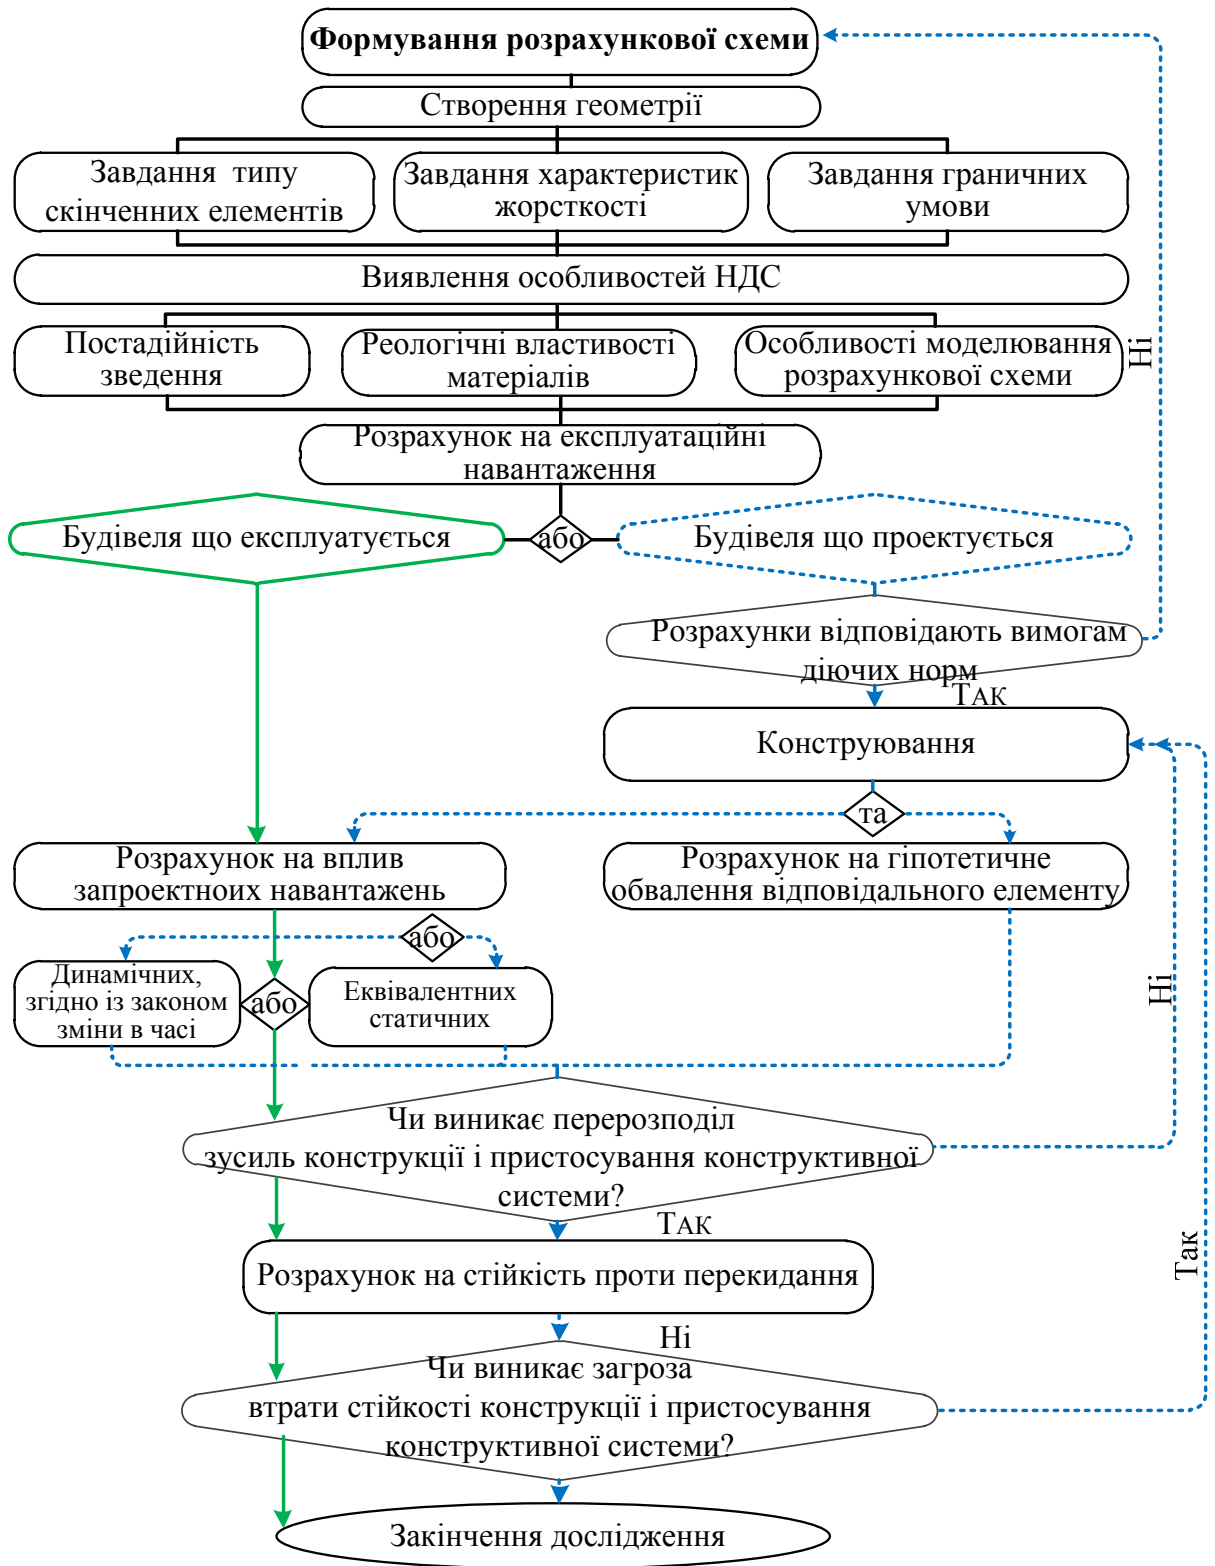 Формування розрахункової схеми
Створення геометрії
Завдання типу
скінченних елементів
Завдання характеристик
жорсткості
Завдання граничних
умови
Виявлення особливостей НДС
Постадійність
зведення
Реологічні властивості
матеріалів
Особливості моделювання
розрахункової схеми
Ні
Розрахунок на експлуатаційні
навантаження
Будівеля що експлуатується
або
Будівеля що проектується
Розрахунки відповідають вимогам
діючих норм
ТАК
Конструювання
та
Розрахунок на вплив
запроектноих навантажень
Розрахунок на гіпотетичне
обвалення відповідального елементу
або
Динамічних,
згідно із законом
зміни в часі
або
Еквівалентних
статичних
Ні
Чи виникає перерозподіл
зусиль конструкції і пристосування конструктивної
системи?
ТАК
Так
Розрахунок на стійкість проти перекидання
Ні
Чи виникає загроза
втрати стійкості конструкції і пристосування
конструктивної системи?
Закінчення дослідження